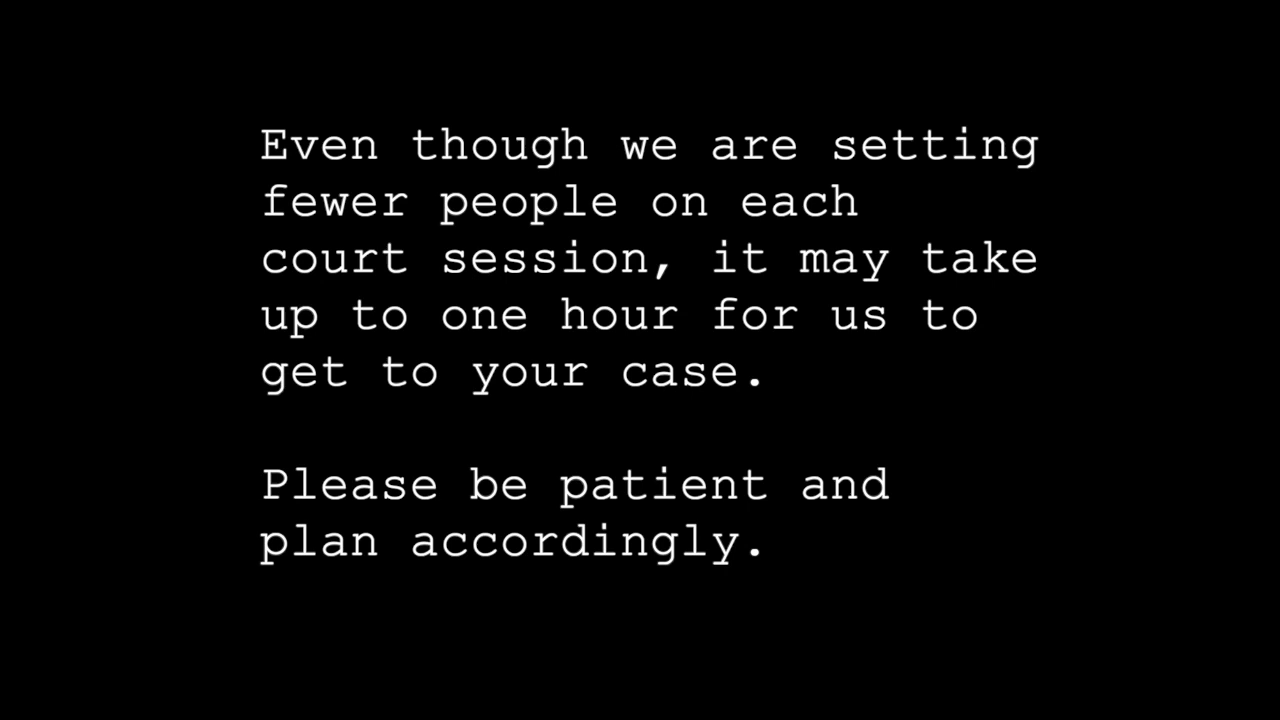 Even though we are setting
fewer people on each
court session, it may take
up to one hour for us to
get to your case.
Please be patient and
plan accordingly.